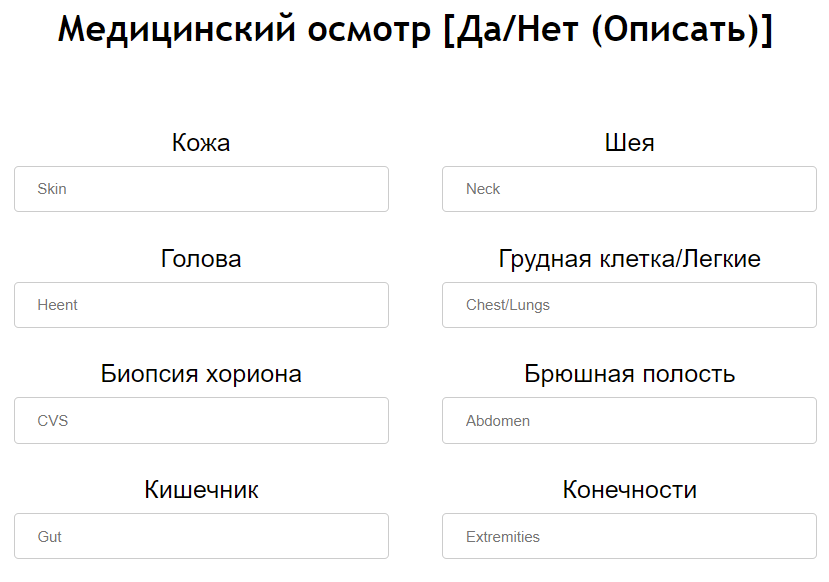 Медицинский осмотр [Да/Нет (Описать)]
Кожа
Шея
Skin
Neck
Голова
Грудная клетка/Легкие
Heent
Chest/Lungs
Биопсия хориона
Брюшная полость
CVS
Abdomen
Кишечник
Конечности
Gut
Extremities